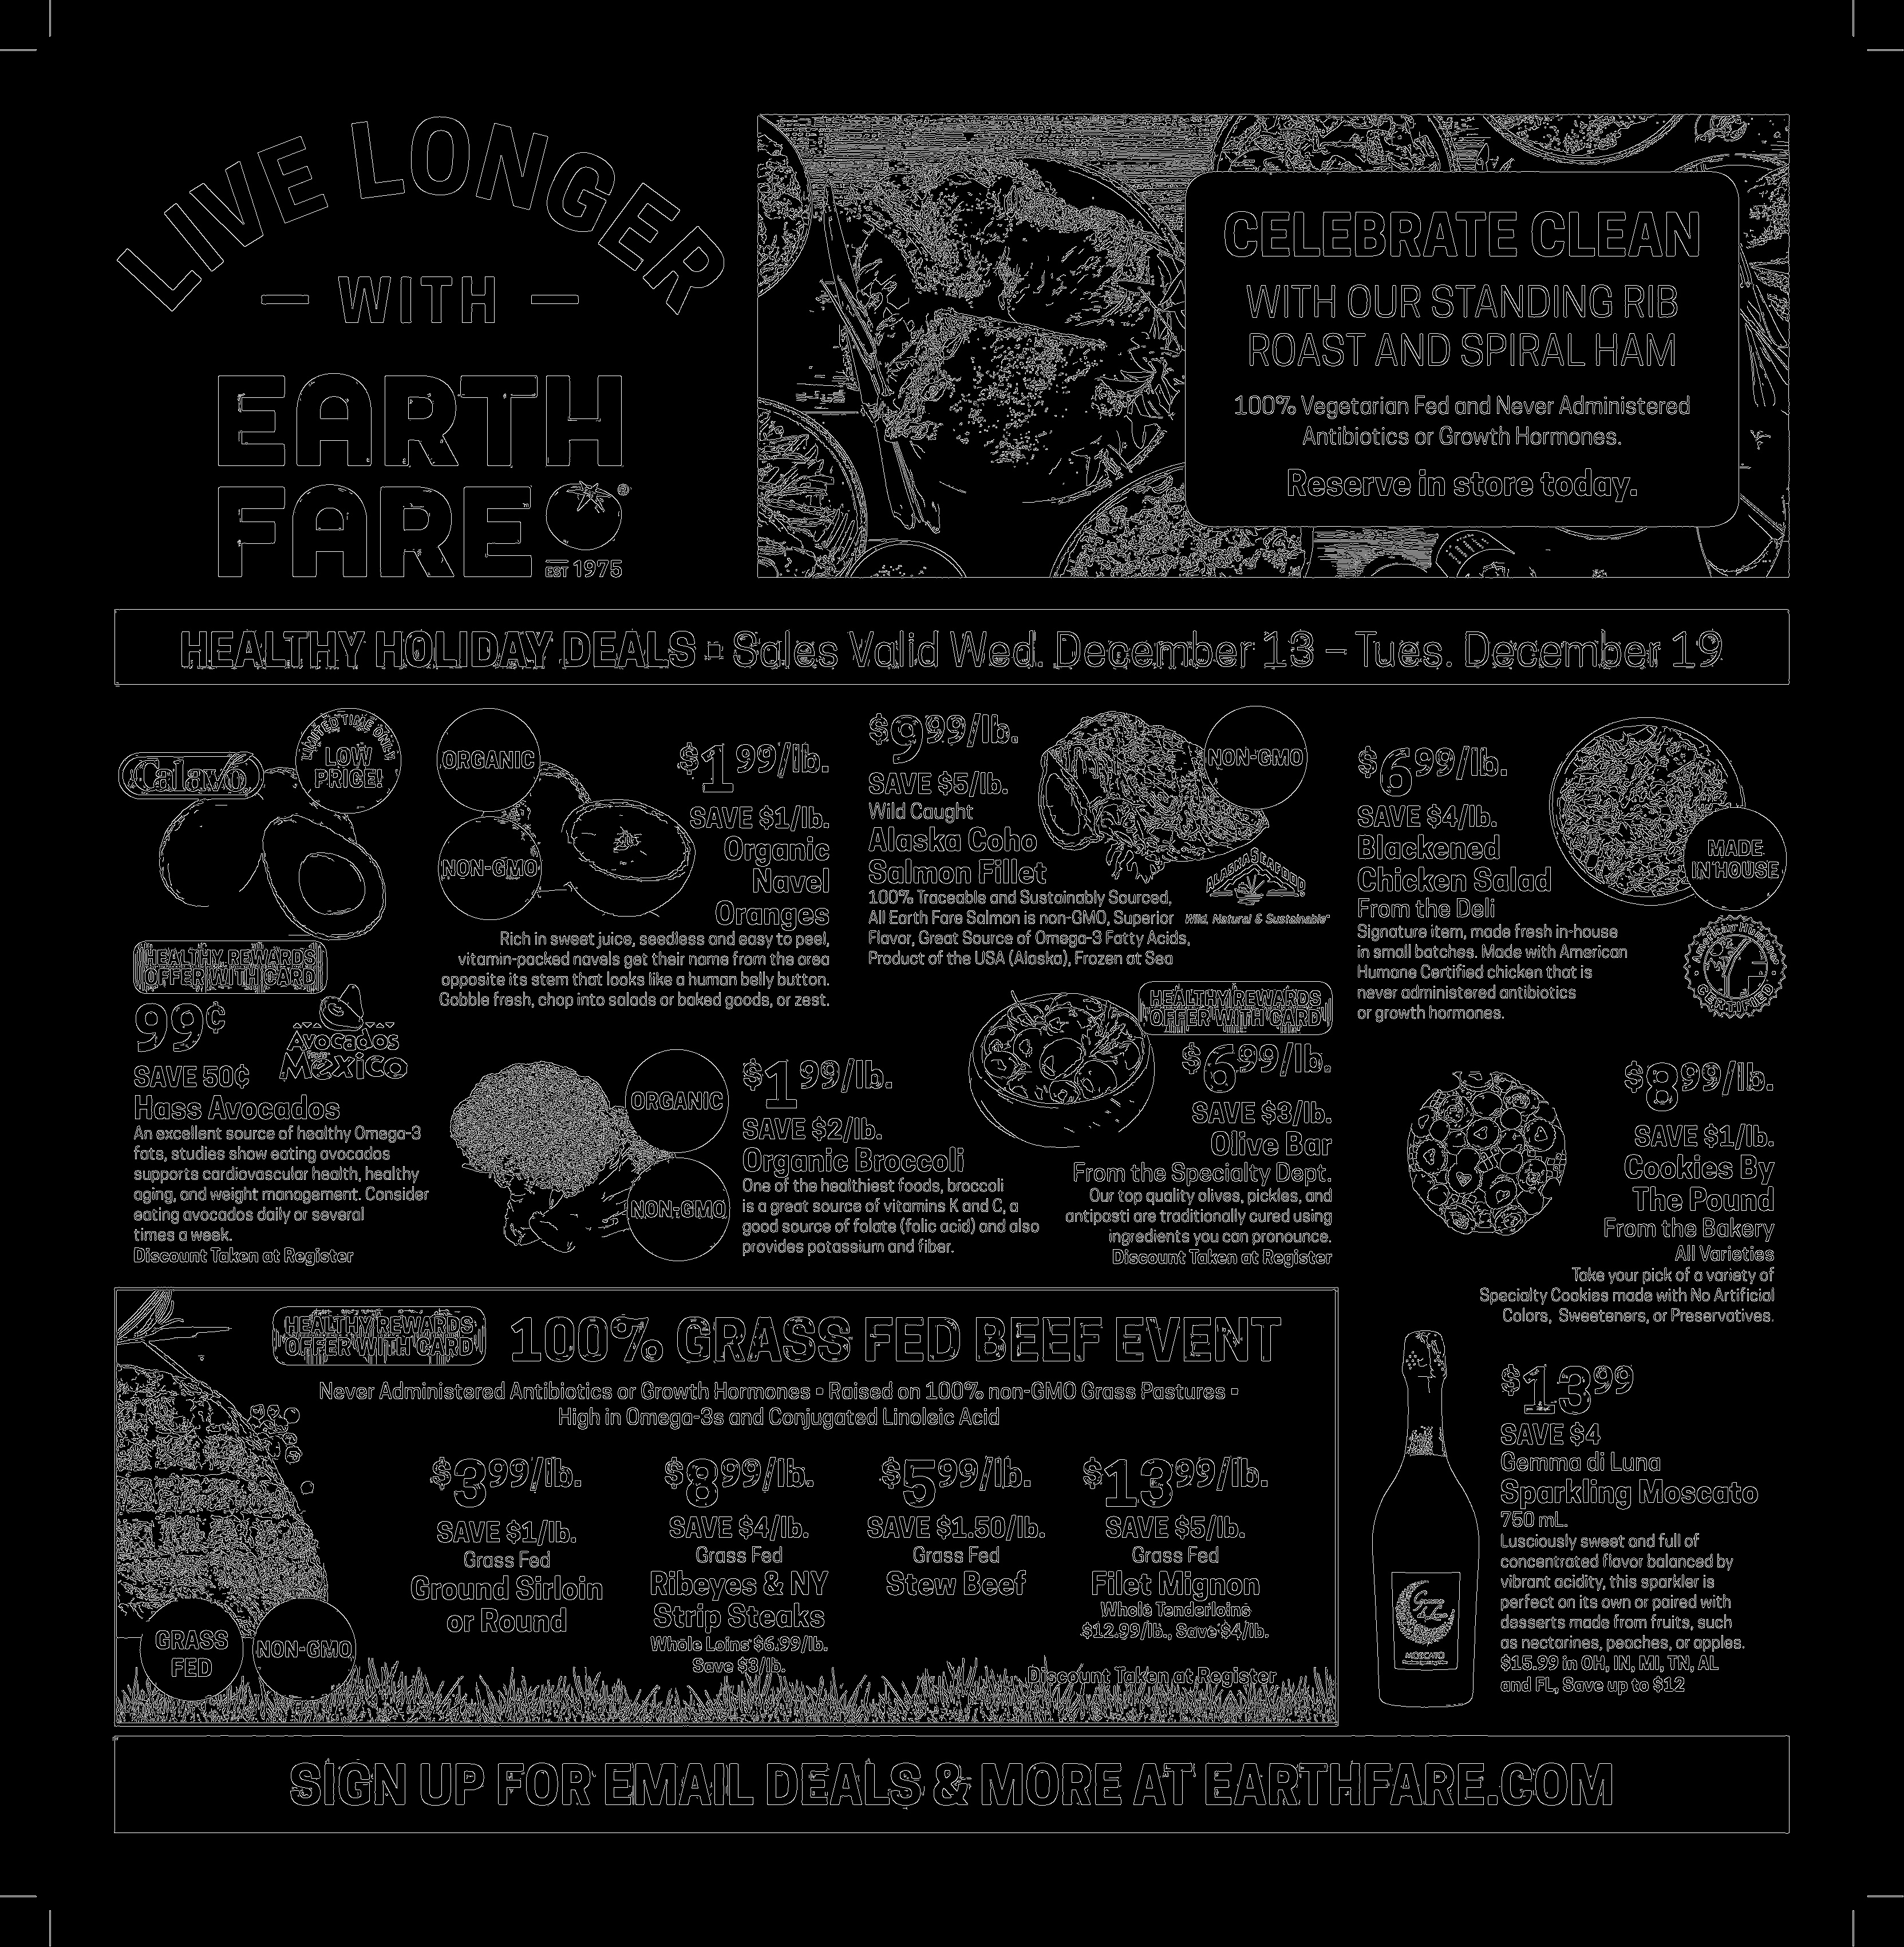 LIVE LONGER
— WITH —
EARTH
FARE®
EST 1975
CELEBRATE CLEAN
WITH OUR STANDING RIB
ROAST AND SPIRAL HAM
100% Vegetarian Fed and Never Administered
Antibiotics or Growth Hormones.
Reserve in store today.
HEALTHY HOLIDAY DEALS ▪ Sales Valid Wed. December 13 – Tues. December 19
Calavo
LIMITED TIME ONLY
LOW
PRICE!
HEALTHY REWARDS
OFFER WITH CARD
99¢
Avocados
from
Mexico
SAVE 50¢
Hass Avocados
An excellent source of healthy Omega-3
fats, studies show eating avocados
supports cardiovascular health, healthy
aging, and weight management. Consider
eating avocados daily or several
times a week.
Discount Taken at Register
ORGANIC
NON-GMO
$1 99/lb.
SAVE $1/lb.
Organic
Navel
Oranges
Rich in sweet juice, seedless and easy to peel,
vitamin-packed navels get their name from the area
opposite its stem that looks like a human belly button.
Gobble fresh, chop into salads or baked goods, or zest.
ORGANIC
NON-GMO
$1 99/lb.
SAVE $2/lb.
Organic Broccoli
One of the healthiest foods, broccoli
is a great source of vitamins K and C, a
good source of folate (folic acid) and also
provides potassium and fiber.
$9 99/lb.
SAVE $5/lb.
Wild Caught
Alaska Coho
Salmon Fillet
100% Traceable and Sustainably Sourced,
All Earth Fare Salmon is non-GMO, Superior
Flavor, Great Source of Omega-3 Fatty Acids,
Product of the USA (Alaska), Frozen at Sea
NON-GMO
ALASKA SEAFOOD
Wild, Natural & Sustainable®
HEALTHY REWARDS
OFFER WITH CARD
$6 99/lb.
SAVE $3/lb.
Olive Bar
From the Specialty Dept.
Our top quality olives, pickles, and
antipasti are traditionally cured using
ingredients you can pronounce.
Discount Taken at Register
$6 99/lb.
SAVE $4/lb.
Blackened
Chicken Salad
From the Deli
Signature item, made fresh in-house
in small batches. Made with American
Humane Certified chicken that is
never administered antibiotics
or growth hormones.
MADE
IN HOUSE
American Humane
CERTIFIED
$8 99/lb.
SAVE $1/lb.
Cookies By
The Pound
From the Bakery
All Varieties
Take your pick of a variety of
Specialty Cookies made with No Artificial
Colors, Sweeteners, or Preservatives.
HEALTHY REWARDS
OFFER WITH CARD
100% GRASS FED BEEF EVENT
Never Administered Antibiotics or Growth Hormones ▪ Raised on 100% non-GMO Grass Pastures ▪
High in Omega-3s and Conjugated Linoleic Acid
$3 99/lb.
SAVE $1/lb.
Grass Fed
Ground Sirloin
or Round
$8 99/lb.
SAVE $4/lb.
Grass Fed
Ribeyes & NY
Strip Steaks
Whole Loins $6.99/lb.
Save $3/lb.
$5 99/lb.
SAVE $1.50/lb.
Grass Fed
Stew Beef
$13 99/lb.
SAVE $5/lb.
Grass Fed
Filet Mignon
Whole Tenderloins
$12.99/lb., Save $4/lb.
Discount Taken at Register
GRASS
FED
NON-GMO
$13 99
SAVE $4
Gemma di Luna
Sparkling Moscato
750 mL.
Lusciously sweet and full of
concentrated flavor balanced by
vibrant acidity, this sparkler is
perfect on its own or paired with
desserts made from fruits, such
as nectarines, peaches, or apples.
$15.99 in OH, IN, MI, TN, AL
and FL, Save up to $12
Gemma
di Luna
MOSCATO
SIGN UP FOR EMAIL DEALS & MORE AT EARTHFARE.COM